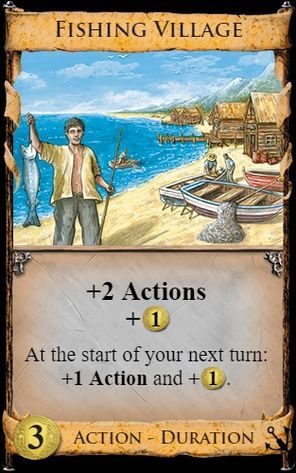 FISHING VILLAGE
+2 Actions
+1
At the start of your next turn:
+1 Action and +1.
3 ACTION - DURATION